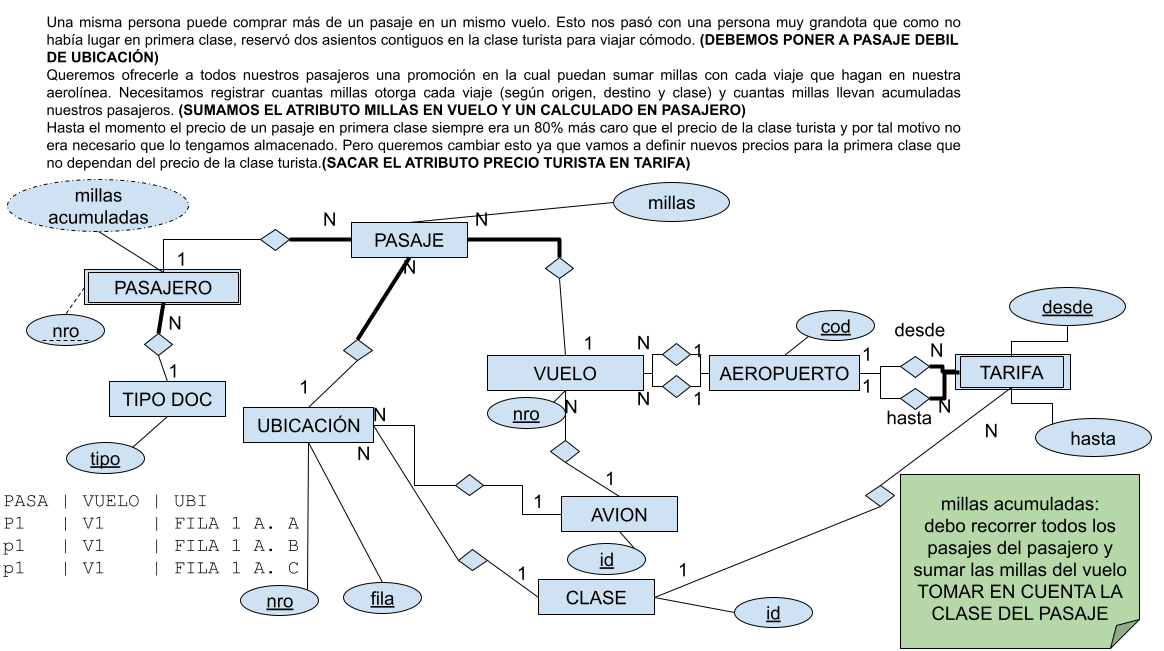 Una misma persona puede comprar más de un pasaje en un mismo vuelo. Esto nos pasó con una persona muy grandota que como no
había lugar en primera clase, reservó dos asientos contiguos en la clase turista para viajar cómodo. (DEBEMOS PONER A PASAJE DEBIL
DE UBICACIÓN)
Queremos ofrecerle a todos nuestros pasajeros una promoción en la cual puedan sumar millas con cada viaje que hagan en nuestra
aerolínea. Necesitamos registrar cuantas millas otorga cada viaje (según origen, destino y clase) y cuantas millas llevan acumuladas
nuestros pasajeros. (SUMAMOS EL ATRIBUTO MILLAS EN VUELO Y UN CALCULADO EN PASAJERO)
Hasta el momento el precio de un pasaje en primera clase siempre era un 80% más caro que el precio de la clase turista y por tal motivo no
era necesario que lo tengamos almacenado. Pero queremos cambiar esto ya que vamos a definir nuevos precios para la primera clase que
no dependan del precio de la clase turista.(SACAR EL ATRIBUTO PRECIO TURISTA EN TARIFA)
millas
acumuladas
N
N
millas
PASAJE
1
N
PASAJERO
nro
N
1
TIPO DOC
tipo
1
UBICACIÓN
N
N
1
VUELO
N
N
1
1
nro
N
cod
AEROPUERTO
1
1
desde
N
N
hasta
TARIFA
desde
hasta
N
1
1
AVION
id
1
1
CLASE
id
nro
fila
PASA | VUELO | UBI
P1 | V1 | FILA 1 A. A
p1 | V1 | FILA 1 A. B
p1 | V1 | FILA 1 A. C
millas acumuladas:
debo recorrer todos los
pasajes del pasajero y
sumar las millas del vuelo
TOMAR EN CUENTA LA
CLASE DEL PASAJE